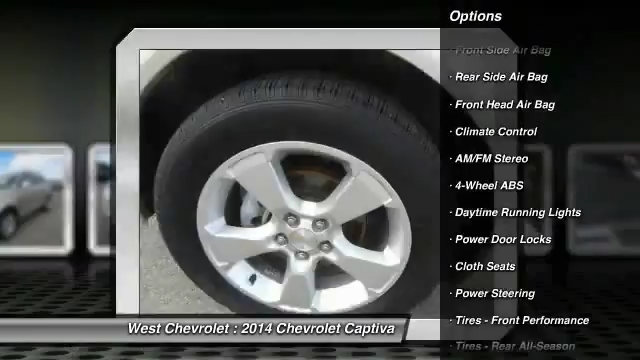 Options
· Front Side Air Bag
· Rear Side Air Bag
· Front Head Air Bag
· Climate Control
· AM/FM Stereo
· 4-Wheel ABS
· Daytime Running Lights
· Power Door Locks
· Cloth Seats
· Power Steering
· Tires - Front Performance
· Tires - Rear All-Season
West Chevrolet : 2014 Chevrolet Captiva